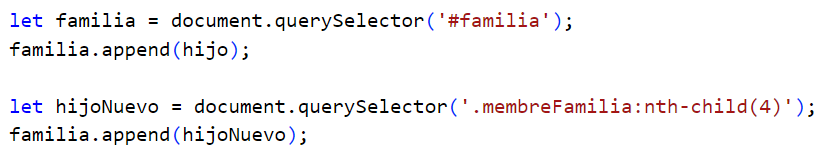 let familia = document.querySelector('#familia');
familia.append(hijo);
let hijoNuevo = document.querySelector('.membreFamilia:nth-child(4)');
familia.append(hijoNuevo);